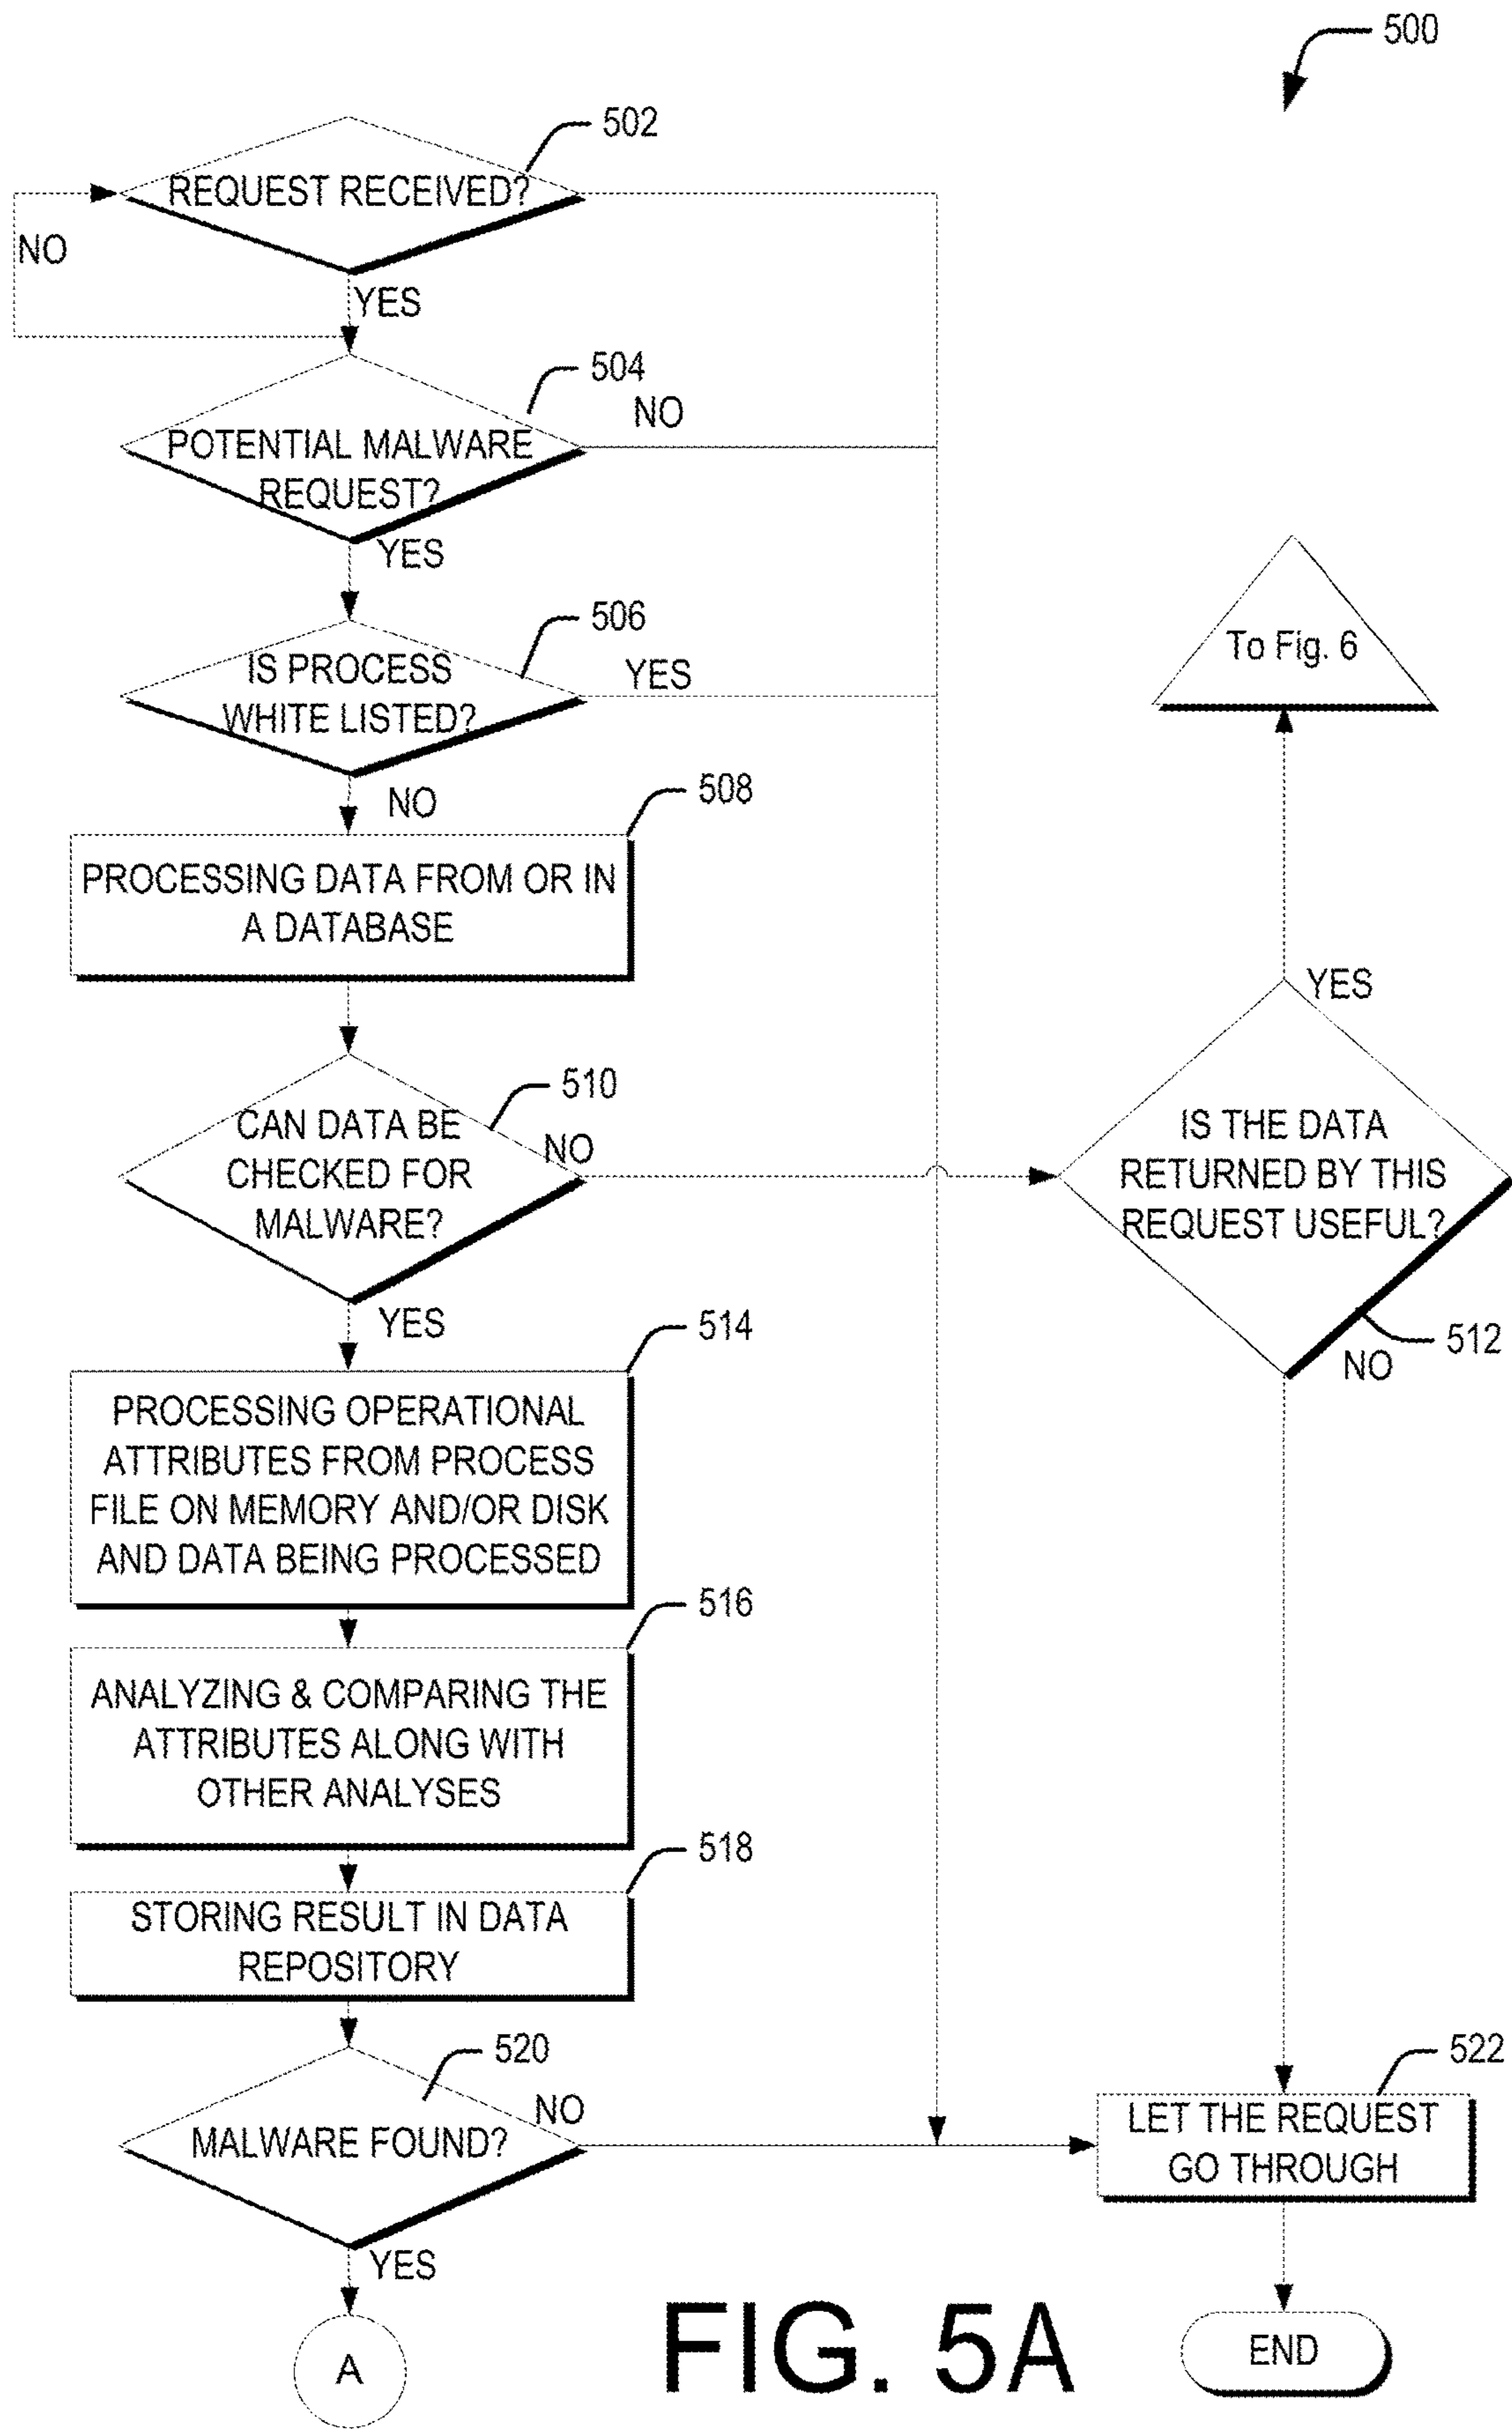 500
502
REQUEST RECEIVED?
NO
YES
504
NO
POTENTIAL MALWARE
REQUEST?
YES
506
IS PROCESS
WHITE LISTED?
YES
To Fig. 6
NO
508
PROCESSING DATA FROM OR IN
A DATABASE
YES
510
CAN DATA BE
CHECKED FOR
MALWARE?
NO
IS THE DATA
RETURNED BY THIS
REQUEST USEFUL?
512
NO
YES
514
PROCESSING OPERATIONAL
ATTRIBUTES FROM PROCESS
FILE ON MEMORY AND/OR DISK
AND DATA BEING PROCESSED
516
ANALYZING & COMPARING THE
ATTRIBUTES ALONG WITH
OTHER ANALYSES
518
STORING RESULT IN DATA
REPOSITORY
520
NO
MALWARE FOUND?
522
LET THE REQUEST
GO THROUGH
YES
A
FIG. 5A
END